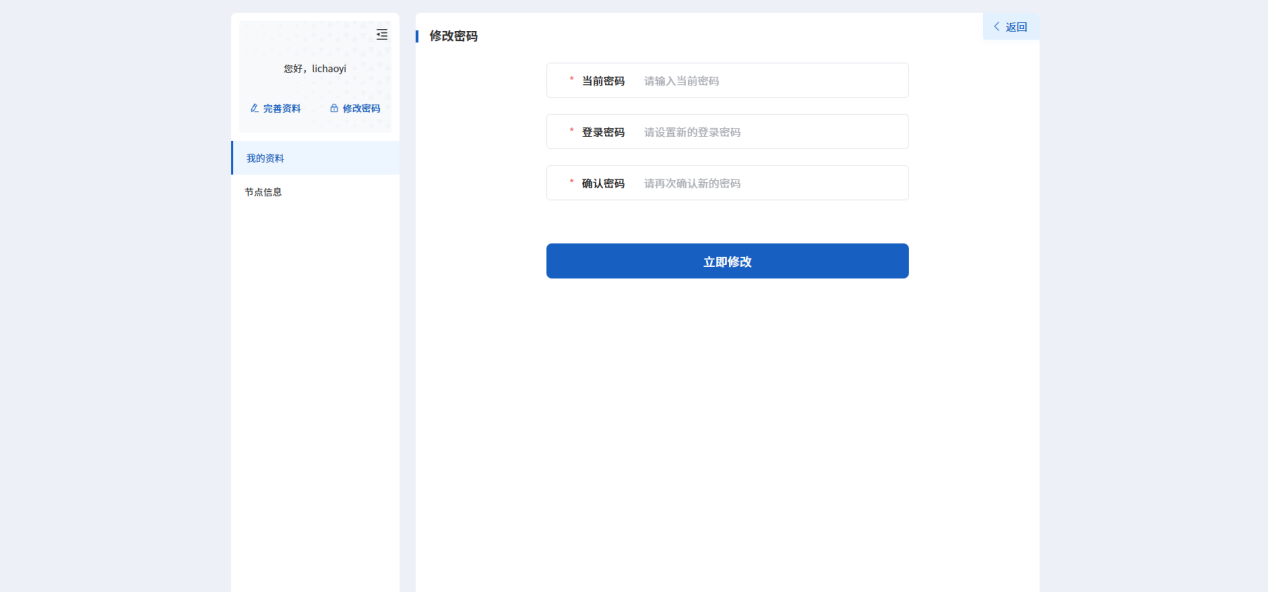 您好，lichaoyi
完善资料
修改密码
我的资料
节点信息
修改密码
返回
* 当前密码 请输入当前密码
* 登录密码 请设置新的登录密码
* 确认密码 请再次确认新的密码
立即修改